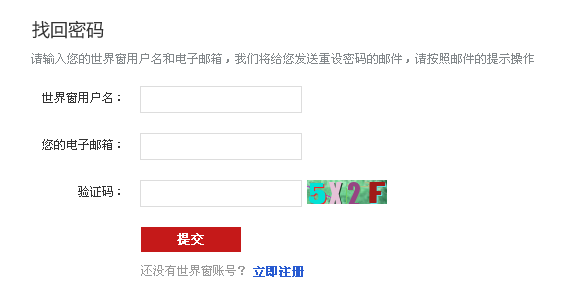 找回密码
请输入您的世界窗用户名和电子邮箱，我们将给您发送重设密码的邮件，请按照邮件的提示操作
世界窗用户名：
您的电子邮箱：
验证码： 5X2F
提交
还没有世界窗账号？ 立即注册